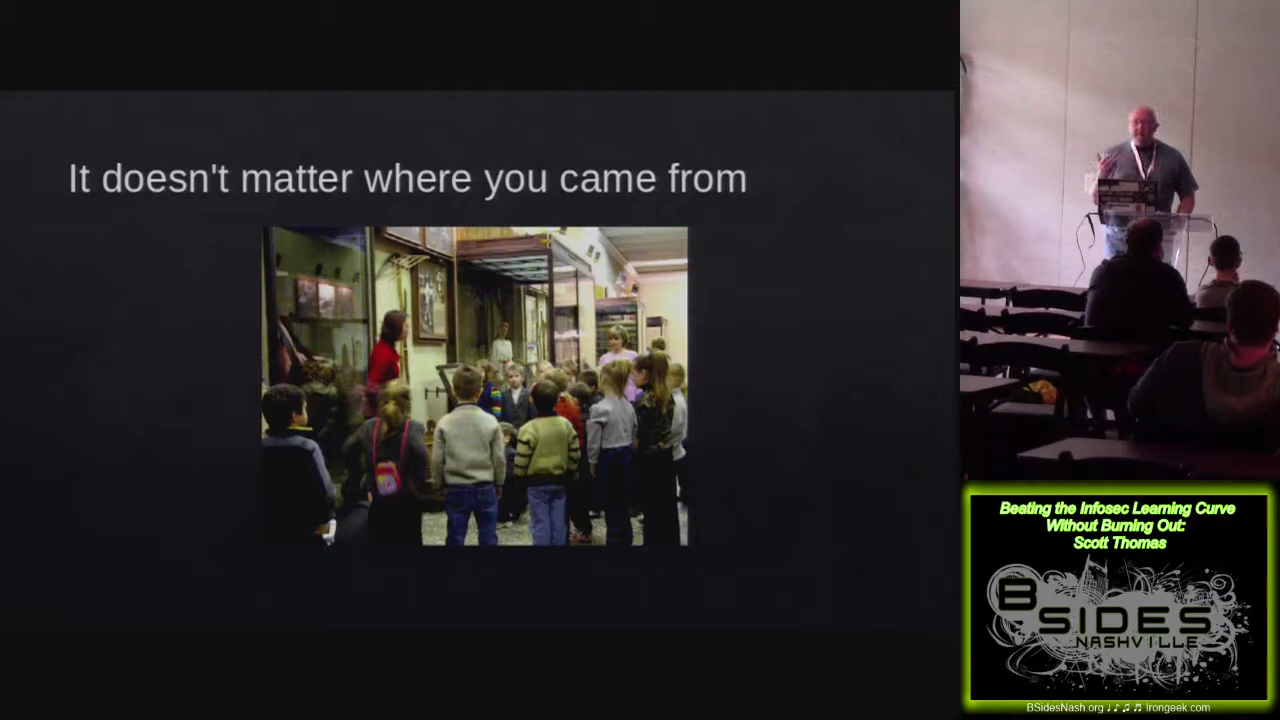 It doesn't matter where you came from
Beating the Infosec Learning Curve
Without Burning Out:
Scott Thomas
BSIDES
NASHVILLE
BSidesNash.org ♩ ♪ ♫ ♬ Irongeek.com